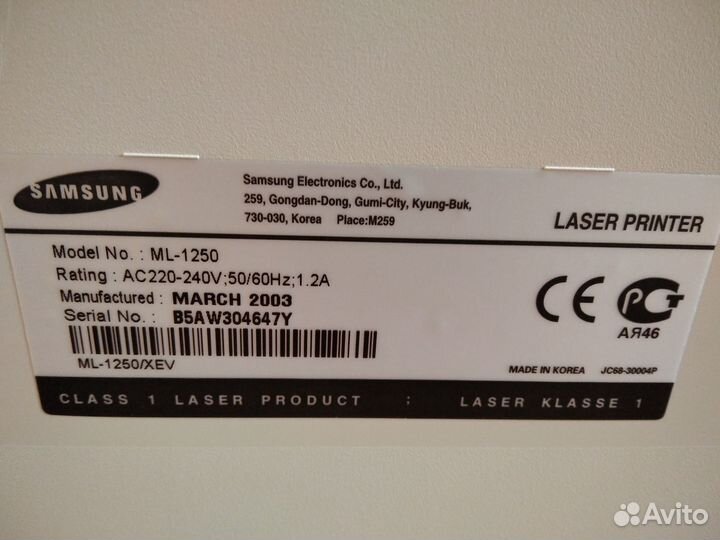 SAMSUNG
Samsung Electronics Co., Ltd.
259, Gongdan-Dong, Gumi-City, Kyung-Buk,
730-030, Korea Place:M259
LASER PRINTER
Model No. : ML-1250
Rating : AC220-240V;50/60Hz;1.2A
Manufactured : MARCH 2003
Serial No. : B5AW304647Y
ML-1250/XEV
CE PCT
АЯ46
MADE IN KOREA JC68-30004P
CLASS 1 LASER PRODUCT : LASER KLASSE 1
Avito